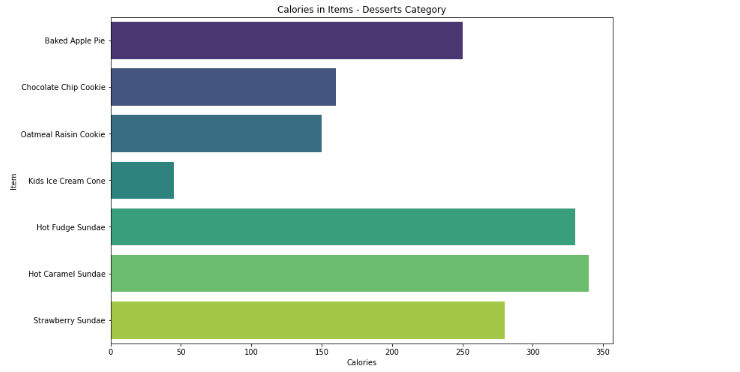 Calories in Items - Desserts Category
Baked Apple Pie
Chocolate Chip Cookie
Oatmeal Raisin Cookie
Kids Ice Cream Cone
Hot Fudge Sundae
Hot Caramel Sundae
Strawberry Sundae
Item
0 50 100 150 200 250 300 350
Calories